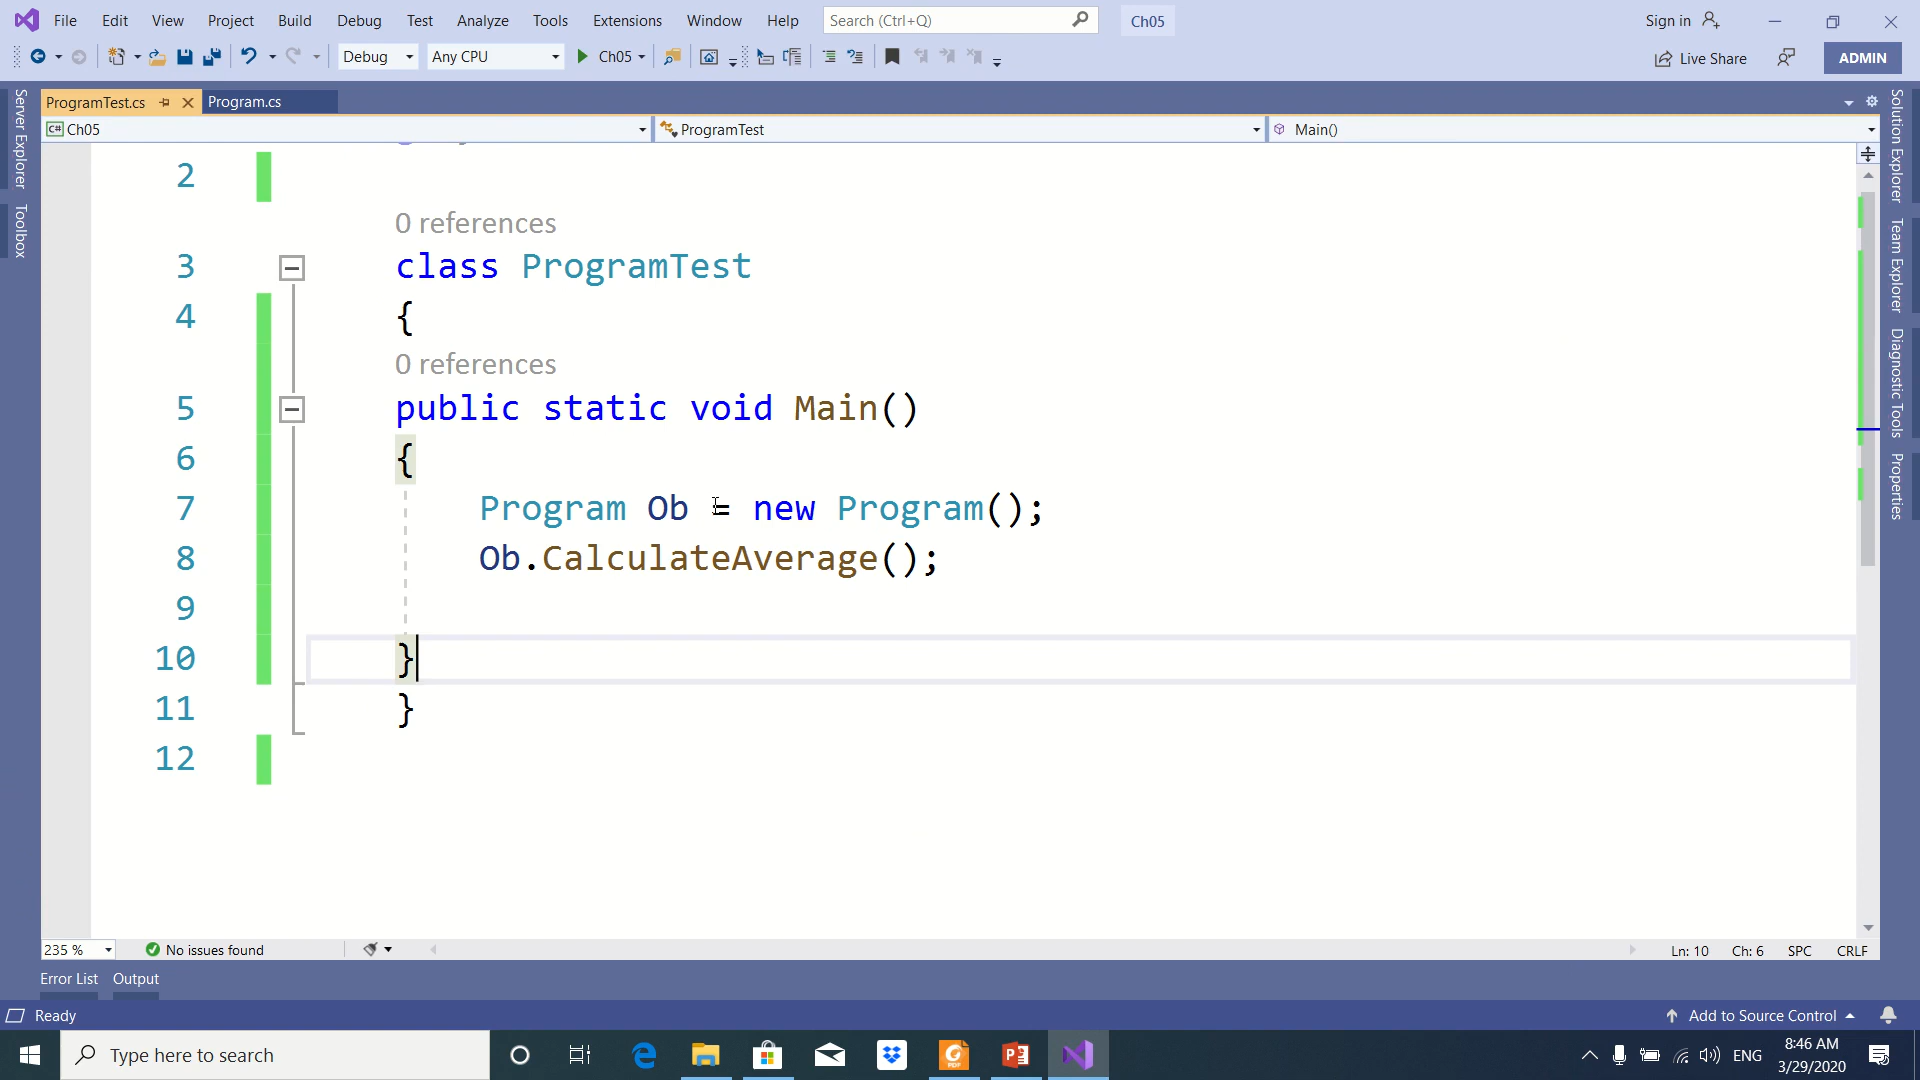 File Edit View Project Build Debug Test Analyze Tools Extensions Window Help Search (Ctrl+Q) Ch05 Sign in
Debug Any CPU Ch05 Live Share ADMIN
ProgramTest.cs Program.cs
C# Ch05 ProgramTest Main()
Server Explorer
Toolbox
Solution Explorer
Team Explorer
Diagnostic Tools
Properties
2
0 references
3 class ProgramTest
4 {
0 references
5 public static void Main()
6 {
7 Program Ob = new Program();
8 Ob.CalculateAverage();
9
10 }
11 }
12
235 % No issues found Ln: 10 Ch: 6 SPC CRLF
Error List Output
Ready Add to Source Control
Type here to search ENG 8:46 AM
3/29/2020